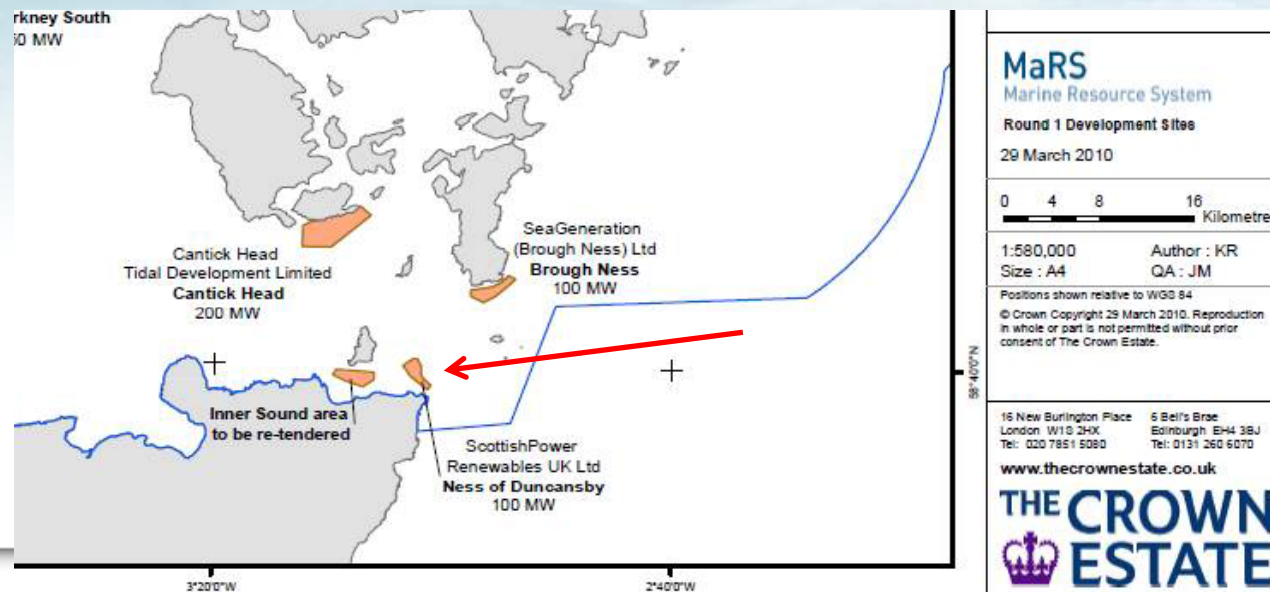 rkney South
0 MW
Cantick Head
Tidal Development Limited
Cantick Head
200 MW
SeaGeneration
(Brough Ness) Ltd
Brough Ness
100 MW
Inner Sound area
to be re-tendered
ScottishPower
Renewables UK Ltd
Ness of Duncansby
100 MW
3°20'0"W
2°40'0"W
58°40'0"N
MaRS
Marine Resource System
Round 1 Development Sites
29 March 2010
0 4 8 16
Kilometre
1:580,000 Author : KR
Size : A4 QA : JM
Positions shown relative to WGS 84
© Crown Copyright 29 March 2010. Reproduction
in whole or part is not permitted without prior
consent of The Crown Estate.
16 New Burlington Place 6 Bell's Brae
London W1S 2HX Edinburgh EH4 3BJ
Tel: 020 7851 5080 Tel: 0131 260 6070
www.thecrownestate.co.uk
THE CROWN
ESTATE